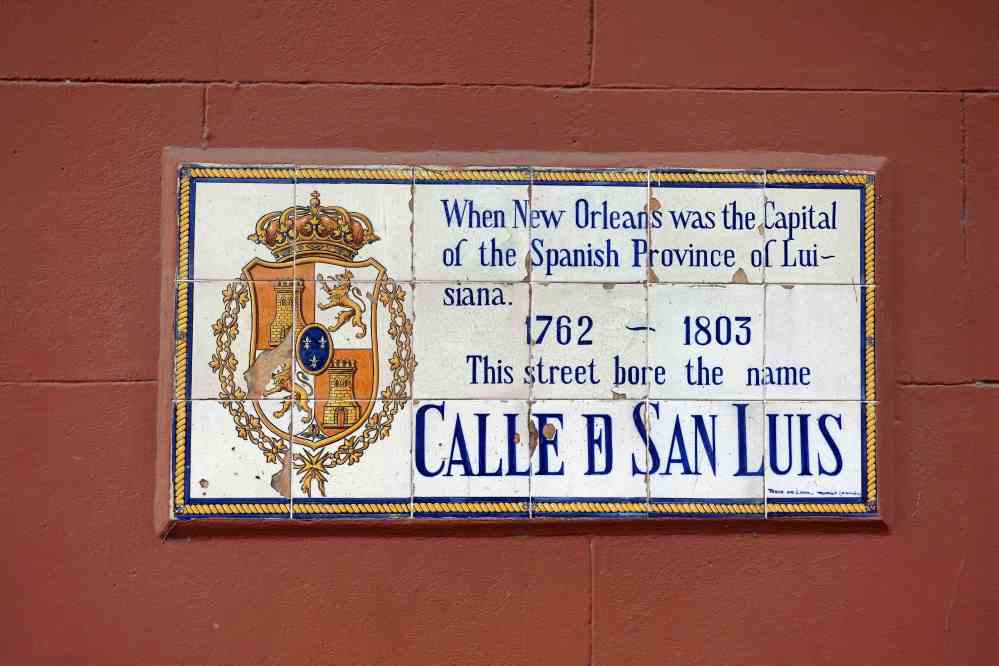 When New Orleans was the Capital
of the Spanish Province of Lui-
siana.
1762 - 1803
This street bore the name
CALLE D SAN LUIS